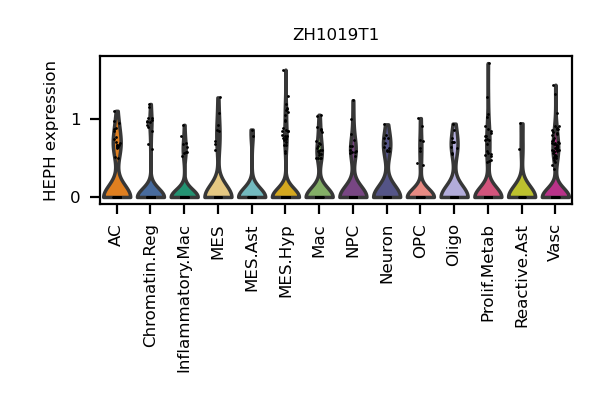 ZH1019T1
HEPH expression
1
0
AC
Chromatin.Reg
Inflammatory.Mac
MES
MES.Ast
MES.Hyp
Mac
NPC
Neuron
OPC
Oligo
Prolif.Metab
Reactive.Ast
Vasc